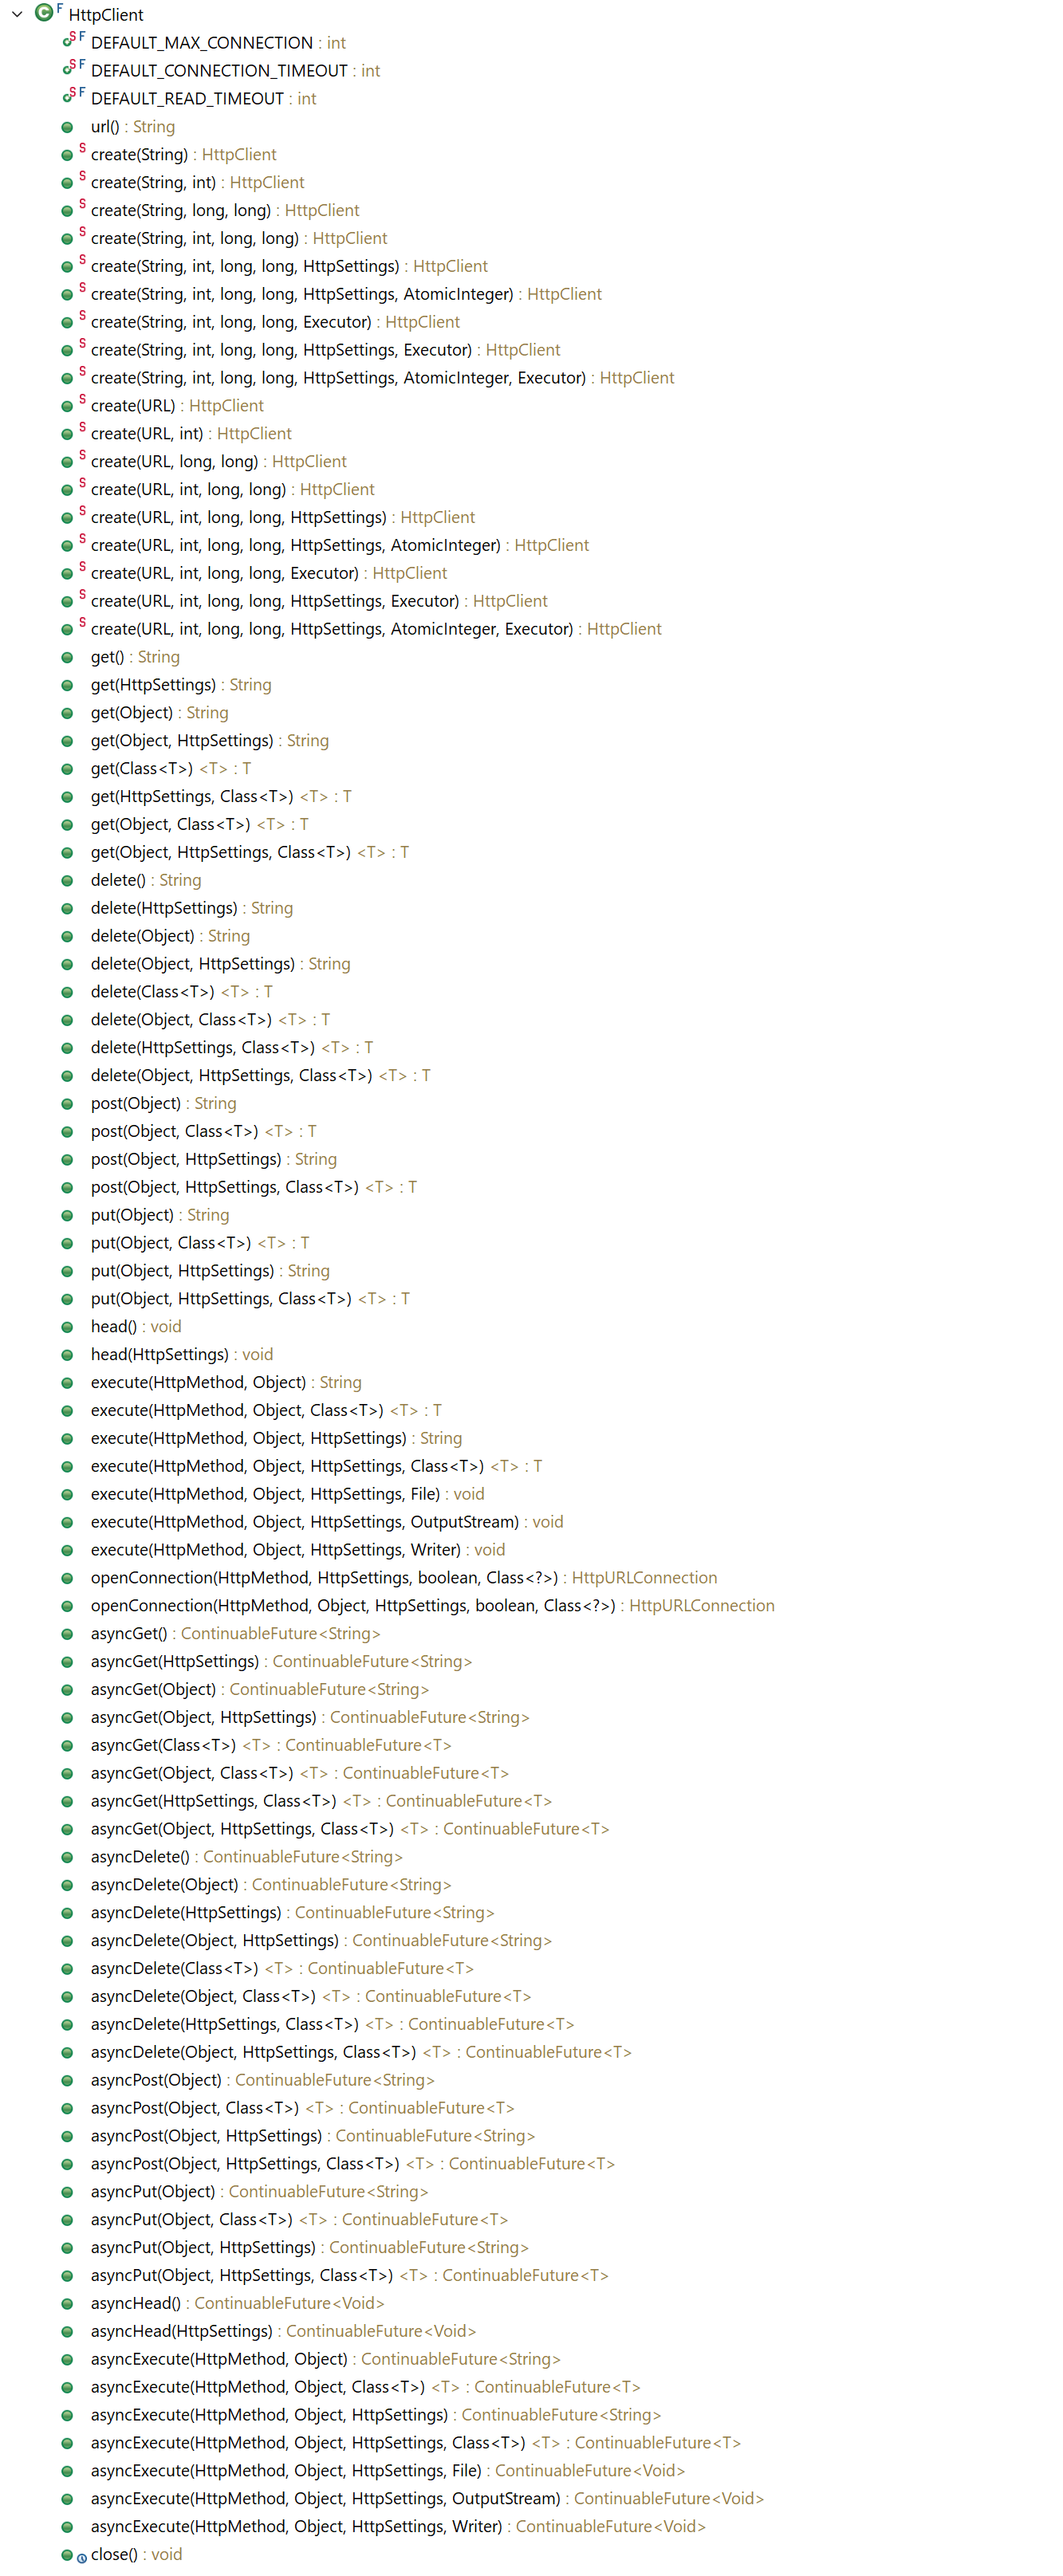 HttpClient
DEFAULT_MAX_CONNECTION : int
DEFAULT_CONNECTION_TIMEOUT : int
DEFAULT_READ_TIMEOUT : int
url() : String
create(String) : HttpClient
create(String, int) : HttpClient
create(String, long, long) : HttpClient
create(String, int, long, long) : HttpClient
create(String, int, long, long, HttpSettings) : HttpClient
create(String, int, long, long, HttpSettings, AtomicInteger) : HttpClient
create(String, int, long, long, Executor) : HttpClient
create(String, int, long, long, HttpSettings, Executor) : HttpClient
create(String, int, long, long, HttpSettings, AtomicInteger, Executor) : HttpClient
create(URL) : HttpClient
create(URL, int) : HttpClient
create(URL, long, long) : HttpClient
create(URL, int, long, long) : HttpClient
create(URL, int, long, long, HttpSettings) : HttpClient
create(URL, int, long, long, HttpSettings, AtomicInteger) : HttpClient
create(URL, int, long, long, Executor) : HttpClient
create(URL, int, long, long, HttpSettings, Executor) : HttpClient
create(URL, int, long, long, HttpSettings, AtomicInteger, Executor) : HttpClient
get() : String
get(HttpSettings) : String
get(Object) : String
get(Object, HttpSettings) : String
get(Class<T>) <T> : T
get(HttpSettings, Class<T>) <T> : T
get(Object, Class<T>) <T> : T
get(Object, HttpSettings, Class<T>) <T> : T
delete() : String
delete(HttpSettings) : String
delete(Object) : String
delete(Object, HttpSettings) : String
delete(Class<T>) <T> : T
delete(Object, Class<T>) <T> : T
delete(HttpSettings, Class<T>) <T> : T
delete(Object, HttpSettings, Class<T>) <T> : T
post(Object) : String
post(Object, Class<T>) <T> : T
post(Object, HttpSettings) : String
post(Object, HttpSettings, Class<T>) <T> : T
put(Object) : String
put(Object, Class<T>) <T> : T
put(Object, HttpSettings) : String
put(Object, HttpSettings, Class<T>) <T> : T
head() : void
head(HttpSettings) : void
execute(HttpMethod, Object) : String
execute(HttpMethod, Object, Class<T>) <T> : T
execute(HttpMethod, Object, HttpSettings) : String
execute(HttpMethod, Object, HttpSettings, Class<T>) <T> : T
execute(HttpMethod, Object, HttpSettings, File) : void
execute(HttpMethod, Object, HttpSettings, OutputStream) : void
execute(HttpMethod, Object, HttpSettings, Writer) : void
openConnection(HttpMethod, HttpSettings, boolean, Class<?>) : HttpURLConnection
openConnection(HttpMethod, Object, HttpSettings, boolean, Class<?>) : HttpURLConnection
asyncGet() : ContinuableFuture<String>
asyncGet(HttpSettings) : ContinuableFuture<String>
asyncGet(Object) : ContinuableFuture<String>
asyncGet(Object, HttpSettings) : ContinuableFuture<String>
asyncGet(Class<T>) <T> : ContinuableFuture<T>
asyncGet(Object, Class<T>) <T> : ContinuableFuture<T>
asyncGet(HttpSettings, Class<T>) <T> : ContinuableFuture<T>
asyncGet(Object, HttpSettings, Class<T>) <T> : ContinuableFuture<T>
asyncDelete() : ContinuableFuture<String>
asyncDelete(Object) : ContinuableFuture<String>
asyncDelete(HttpSettings) : ContinuableFuture<String>
asyncDelete(Object, HttpSettings) : ContinuableFuture<String>
asyncDelete(Class<T>) <T> : ContinuableFuture<T>
asyncDelete(Object, Class<T>) <T> : ContinuableFuture<T>
asyncDelete(HttpSettings, Class<T>) <T> : ContinuableFuture<T>
asyncDelete(Object, HttpSettings, Class<T>) <T> : ContinuableFuture<T>
asyncPost(Object) : ContinuableFuture<String>
asyncPost(Object, Class<T>) <T> : ContinuableFuture<T>
asyncPost(Object, HttpSettings) : ContinuableFuture<String>
asyncPost(Object, HttpSettings, Class<T>) <T> : ContinuableFuture<T>
asyncPut(Object) : ContinuableFuture<String>
asyncPut(Object, Class<T>) <T> : ContinuableFuture<T>
asyncPut(Object, HttpSettings) : ContinuableFuture<String>
asyncPut(Object, HttpSettings, Class<T>) <T> : ContinuableFuture<T>
asyncHead() : ContinuableFuture<Void>
asyncHead(HttpSettings) : ContinuableFuture<Void>
asyncExecute(HttpMethod, Object) : ContinuableFuture<String>
asyncExecute(HttpMethod, Object, Class<T>) <T> : ContinuableFuture<T>
asyncExecute(HttpMethod, Object, HttpSettings) : ContinuableFuture<String>
asyncExecute(HttpMethod, Object, HttpSettings, Class<T>) <T> : ContinuableFuture<T>
asyncExecute(HttpMethod, Object, HttpSettings, File) : ContinuableFuture<Void>
asyncExecute(HttpMethod, Object, HttpSettings, OutputStream) : ContinuableFuture<Void>
asyncExecute(HttpMethod, Object, HttpSettings, Writer) : ContinuableFuture<Void>
close() : void